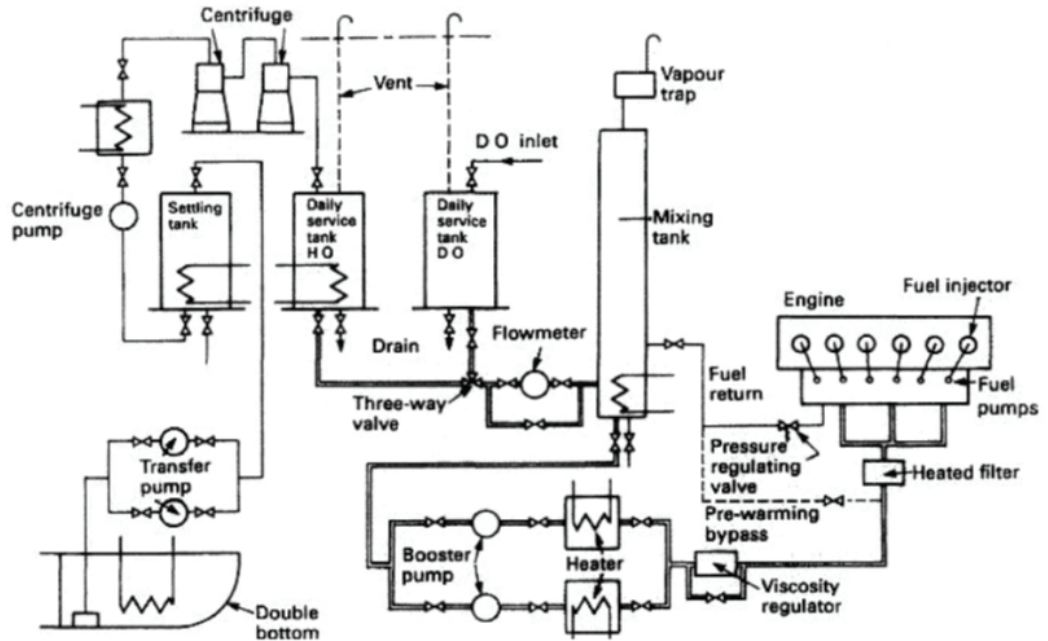 Centrifuge
Centrifuge
Vent
Vapour
trap
D O inlet
Centrifuge
pump
Settling
tank
Daily
service
tank
H O
Daily
service
tank
D O
Mixing
tank
Engine
Fuel injector
Drain
Flowmeter
Three-way
valve
Fuel
return
Fuel
pumps
Transfer
pump
Pressure
regulating
valve
Heated filter
Pre-warming
bypass
Booster
pump
Heater
Viscosity
regulator
Double
bottom